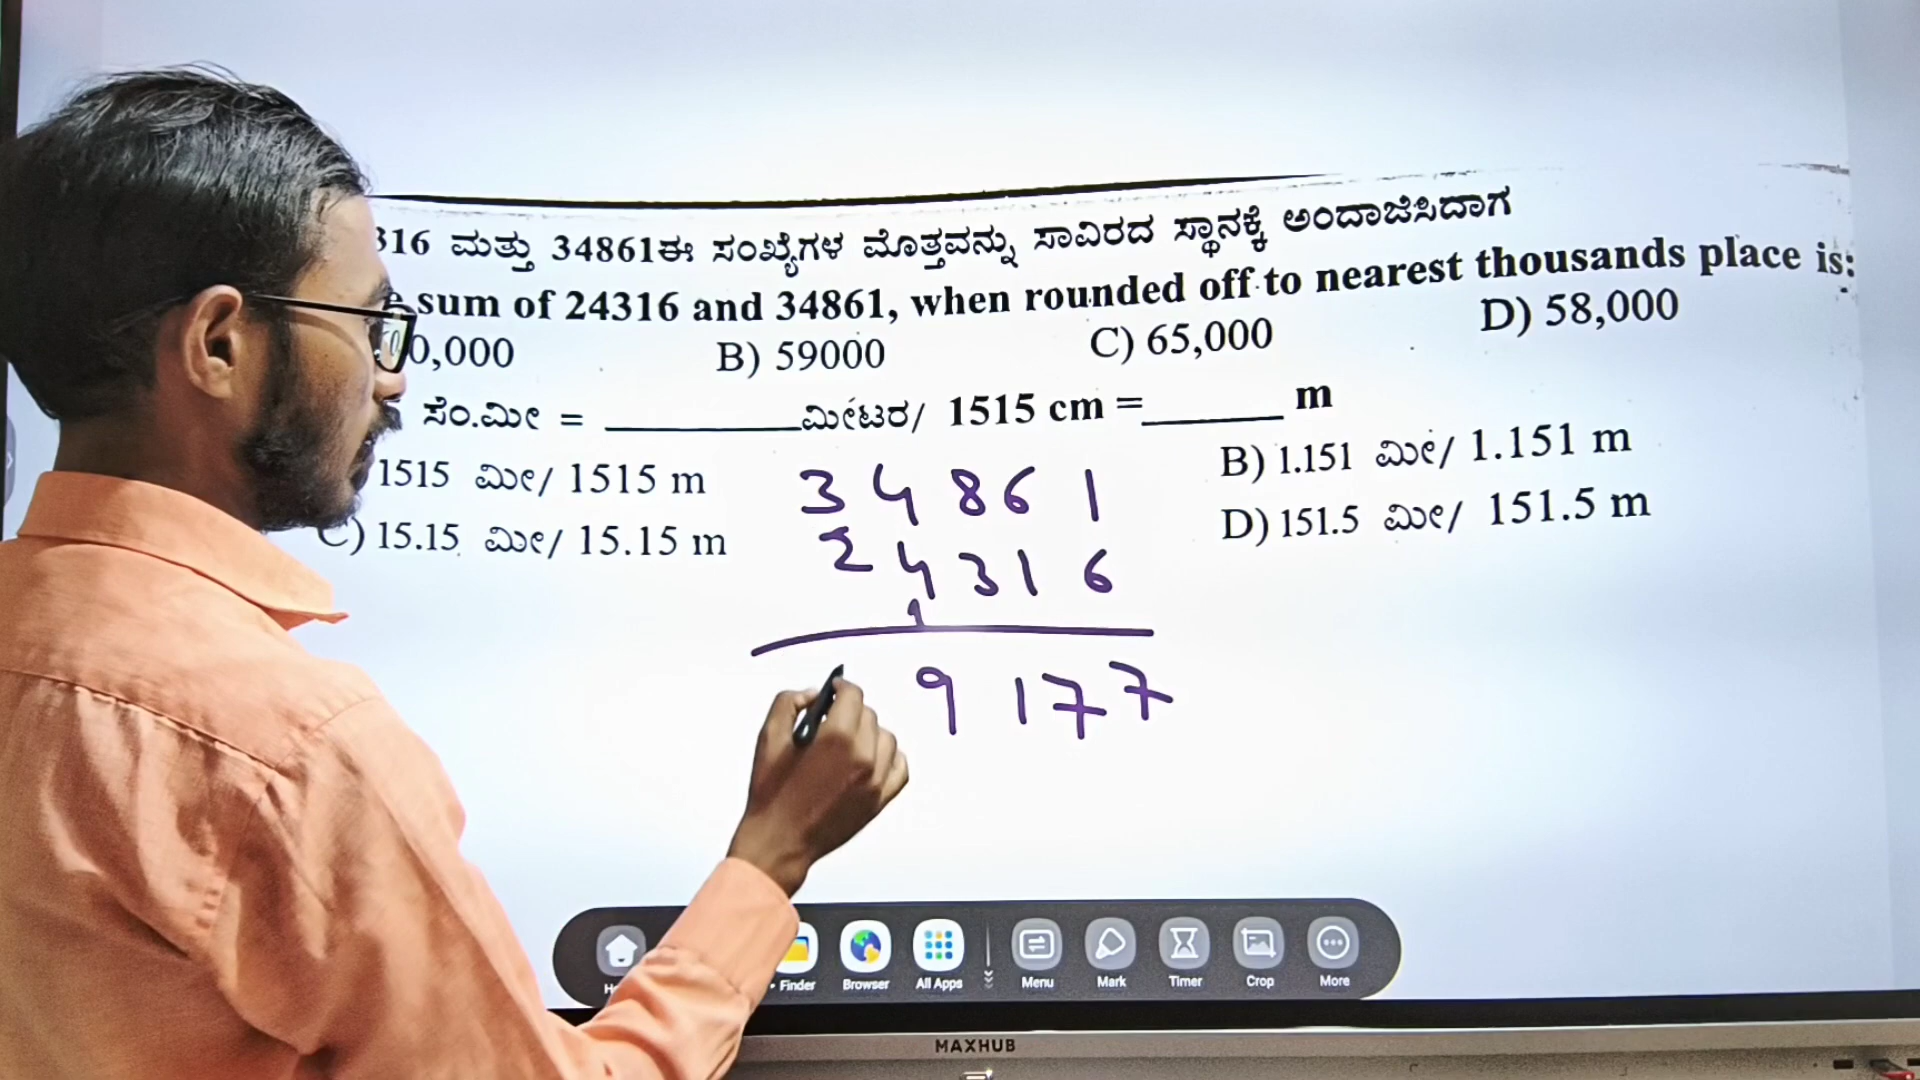 316 ಮತ್ತು 34861ಈ ಸಂಖ್ಯೆಗಳ ಮೊತ್ತವನ್ನು ಸಾವಿರದ ಸ್ಥಾನಕ್ಕೆ ಅಂದಾಜಿಸಿದಾಗ
sum of 24316 and 34861, when rounded off to nearest thousands place is:
0,000 B) 59000 C) 65,000 D) 58,000
ಸೆಂ.ಮೀ = ________ಮೀಟರ/ 1515 cm =______ m
1515 ಮೀ/ 1515 m B) 1.151 ಮೀ/ 1.151 m
C) 15.15 ಮೀ/ 15.15 m D) 151.5 ಮೀ/ 151.5 m
34861
24316
1
9177
Finder Browser All Apps Menu Mark Timer Crop More
MAXHUB